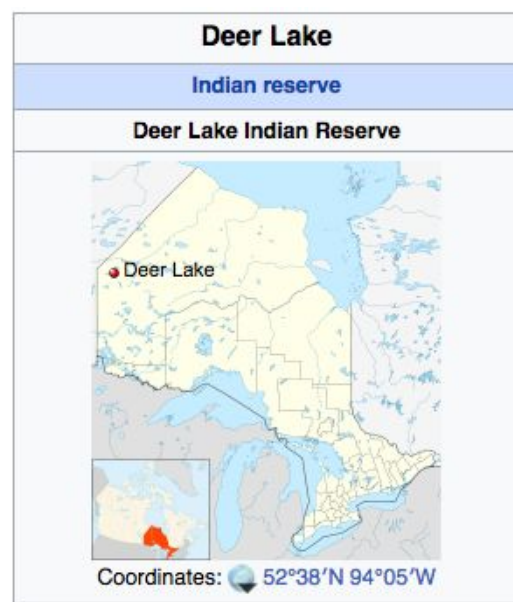 Deer Lake
Indian reserve
Deer Lake Indian Reserve
Deer Lake
Coordinates: 52°38′N 94°05′W